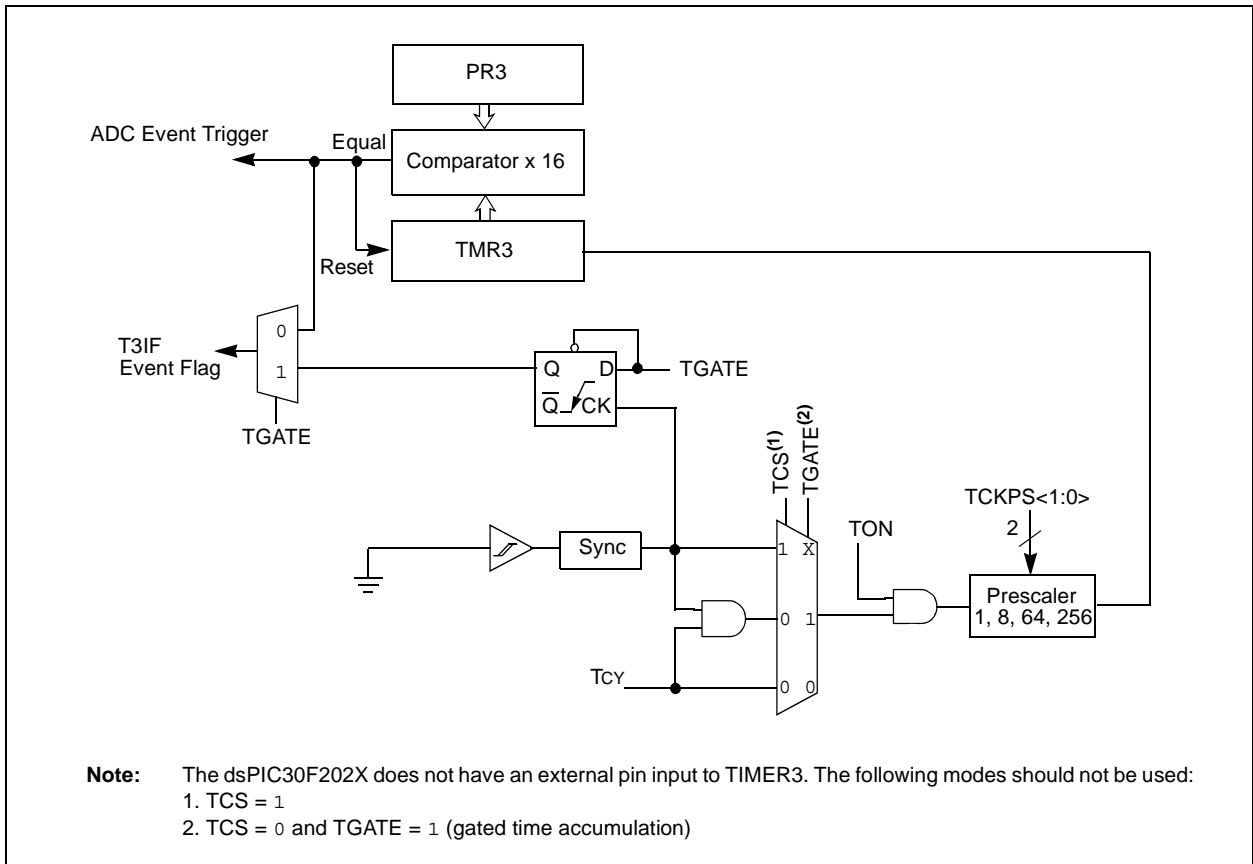 PR3
ADC Event Trigger
Equal
Comparator x 16
Reset
TMR3
0
1
T3IF
Event Flag
TGATE
Q D
Q̅ CK
TGATE
TCS(1)
TGATE(2)
TCKPS<1:0>
2
TON
Sync
1 X
0 1
0 0
Prescaler
1, 8, 64, 256
TCY
Note: The dsPIC30F202X does not have an external pin input to TIMER3. The following modes should not be used:
1. TCS = 1
2. TCS = 0 and TGATE = 1 (gated time accumulation)